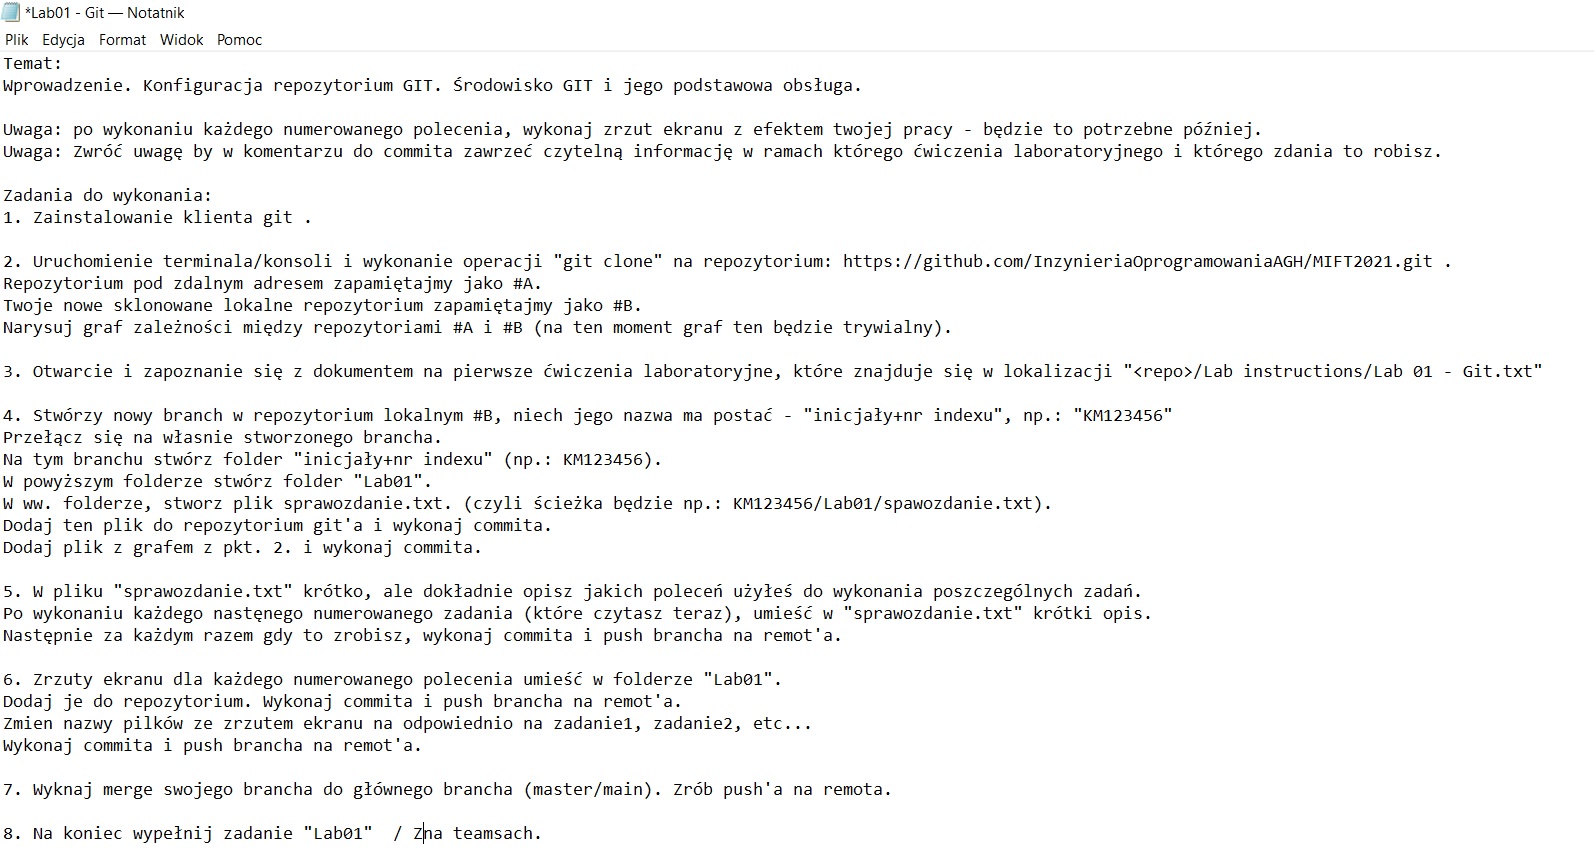 *Lab01 - Git — Notatnik
Plik Edycja Format Widok Pomoc
Temat:
Wprowadzenie. Konfiguracja repozytorium GIT. Środowisko GIT i jego podstawowa obsługa.
Uwaga: po wykonaniu każdego numerowanego polecenia, wykonaj zrzut ekranu z efektem twojej pracy - będzie to potrzebne później.
Uwaga: Zwróć uwagę by w komentarzu do commita zawrzeć czytelną informację w ramach którego ćwiczenia laboratoryjnego i którego zdania to robisz.
Zadania do wykonania:
1. Zainstalowanie klienta git .
2. Uruchomienie terminala/konsoli i wykonanie operacji "git clone" na repozytorium: https://github.com/InzynieriaOprogramowaniaAGH/MIFT2021.git .
Repozytorium pod zdalnym adresem zapamiętajmy jako #A.
Twoje nowe sklonowane lokalne repozytorium zapamiętajmy jako #B.
Narysuj graf zależności między repozytoriami #A i #B (na ten moment graf ten będzie trywialny).
3. Otwarcie i zapoznanie się z dokumentem na pierwsze ćwiczenia laboratoryjne, które znajduje się w lokalizacji "<repo>/Lab instructions/Lab 01 - Git.txt"
4. Stwórzy nowy branch w repozytorium lokalnym #B, niech jego nazwa ma postać - "inicjały+nr indexu", np.: "KM123456"
Przełącz się na własnie stworzonego brancha.
Na tym branchu stwórz folder "inicjały+nr indexu" (np.: KM123456).
W powyższym folderze stwórz folder "Lab01".
W ww. folderze, stworz plik sprawozdanie.txt. (czyli ścieżka będzie np.: KM123456/Lab01/spawozdanie.txt).
Dodaj ten plik do repozytorium git'a i wykonaj commita.
Dodaj plik z grafem z pkt. 2. i wykonaj commita.
5. W pliku "sprawozdanie.txt" krótko, ale dokładnie opisz jakich poleceń użyłeś do wykonania poszczególnych zadań.
Po wykonaniu każdego nastęnego numerowanego zadania (które czytasz teraz), umieść w "sprawozdanie.txt" krótki opis.
Następnie za każdym razem gdy to zrobisz, wykonaj commita i push brancha na remot'a.
6. Zrzuty ekranu dla każdego numerowanego polecenia umieść w folderze "Lab01".
Dodaj je do repozytorium. Wykonaj commita i push brancha na remot'a.
Zmien nazwy pilków ze zrzutem ekranu na odpowiednio na zadanie1, zadanie2, etc...
Wykonaj commita i push brancha na remot'a.
7. Wyknaj merge swojego brancha do głównego brancha (master/main). Zrób push'a na remota.
8. Na koniec wypełnij zadanie "Lab01"  / Zna teamsach.